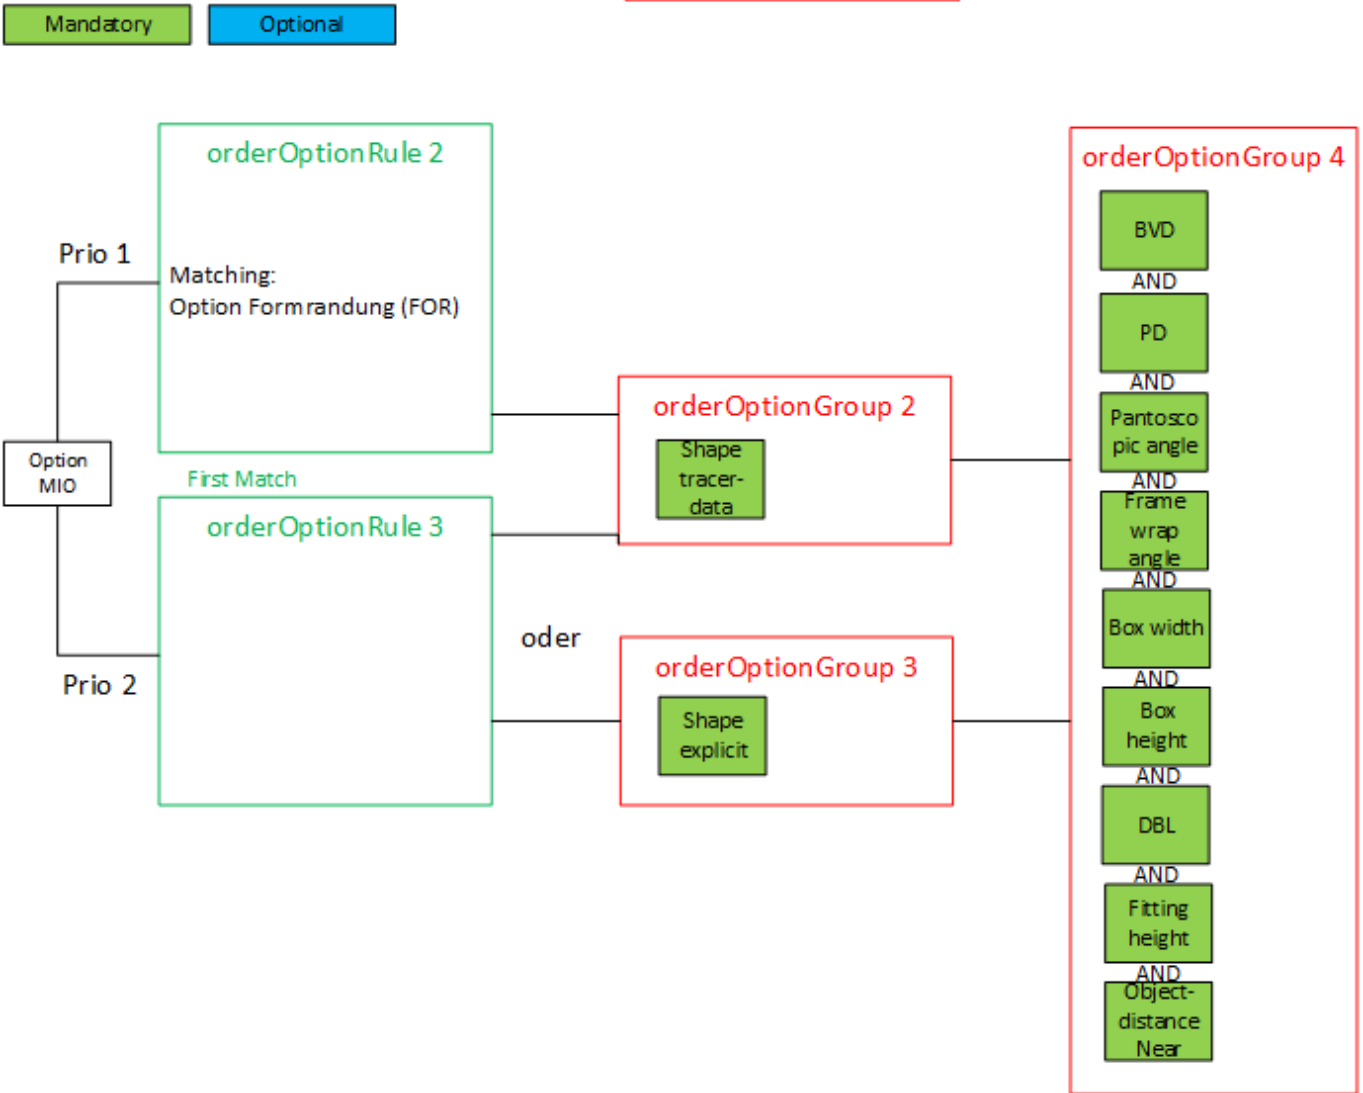 Mandatory
Optional
orderOptionRule 2
Prio 1
Matching:
Option Formrandung (FOR)
Option
MIO
First Match
orderOptionRule 3
Prio 2
oder
orderOptionGroup 2
Shape
tracer-
data
orderOptionGroup 3
Shape
explicit
orderOptionGroup 4
BVD
AND
PD
AND
Pantosco
pic angle
AND
Frame
wrap
angle
AND
Box width
AND
Box
height
AND
DBL
AND
Fitting
height
AND
Object-
distance
Near